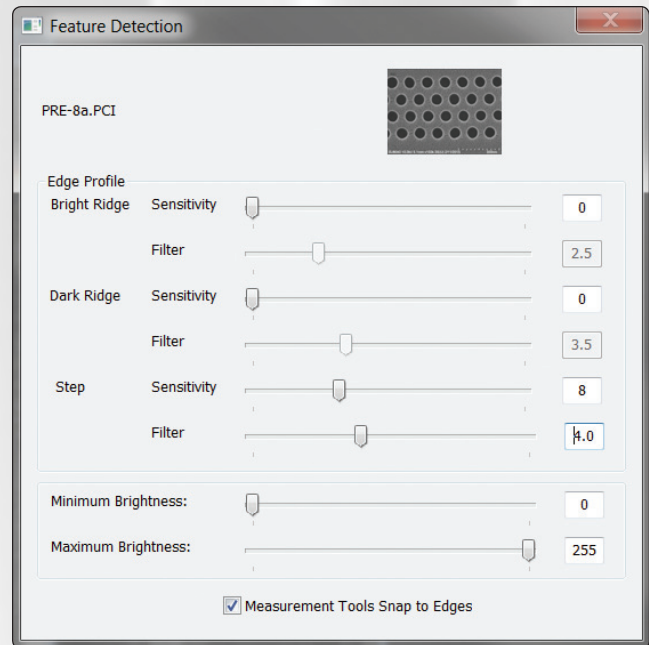 Feature Detection
PRE-8a.PCI
Edge Profile
Bright Ridge Sensitivity 0
Filter 2.5
Dark Ridge Sensitivity 0
Filter 3.5
Step Sensitivity 8
Filter 4.0
Minimum Brightness: 0
Maximum Brightness: 255
Measurement Tools Snap to Edges